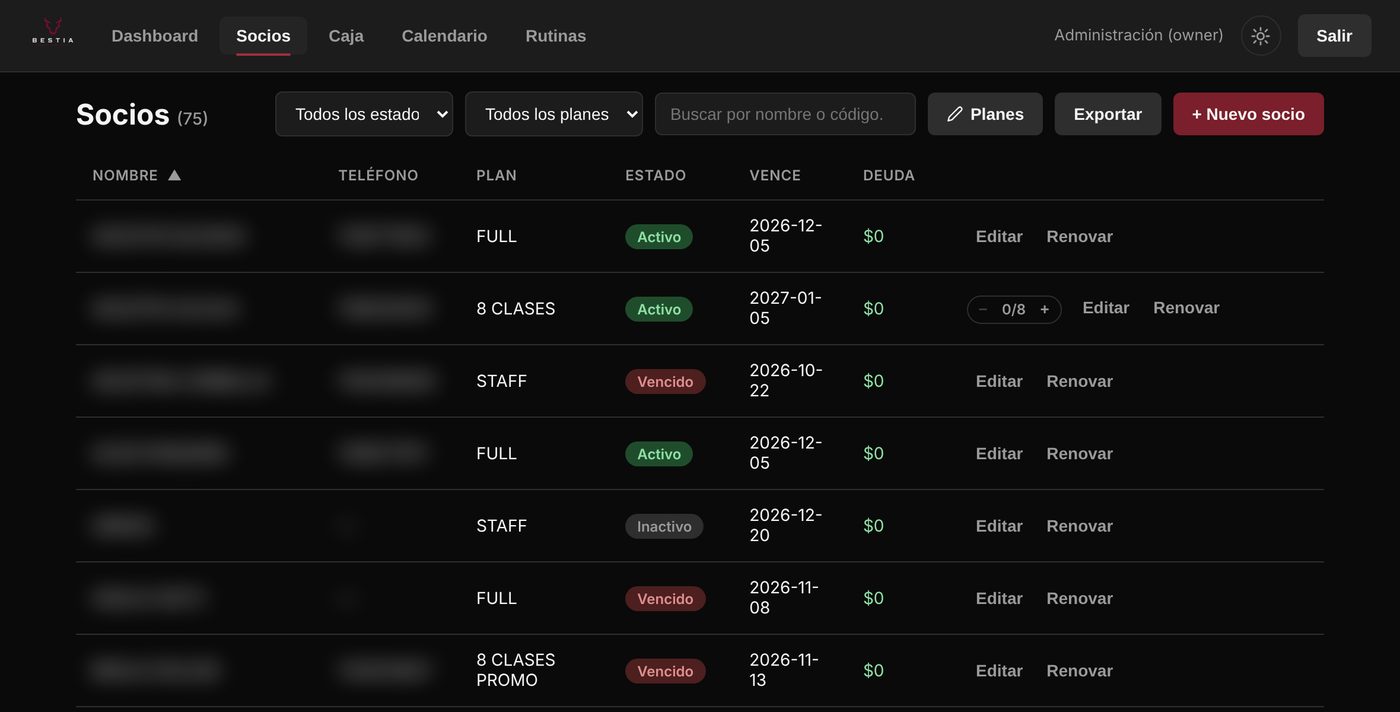 BESTIA
Dashboard
Socios
Caja
Calendario
Rutinas
Administración (owner)
Salir
Socios (75)
Todos los estado
Todos los planes
Buscar por nombre o código.
Planes
Exportar
+ Nuevo socio
NOMBRE ▲ TELÉFONO PLAN ESTADO VENCE DEUDA
FULL Activo 2026-12-
05
$0 Editar Renovar
8 CLASES Activo 2027-01-
05
$0 − 0/8 + Editar Renovar
STAFF Vencido 2026-10-
22
$0 Editar Renovar
FULL Activo 2026-12-
05
$0 Editar Renovar
STAFF Inactivo 2026-12-
20
$0 Editar Renovar
FULL Vencido 2026-11-
08
$0 Editar Renovar
8 CLASES
PROMO
Vencido 2026-11-
13
$0 Editar Renovar